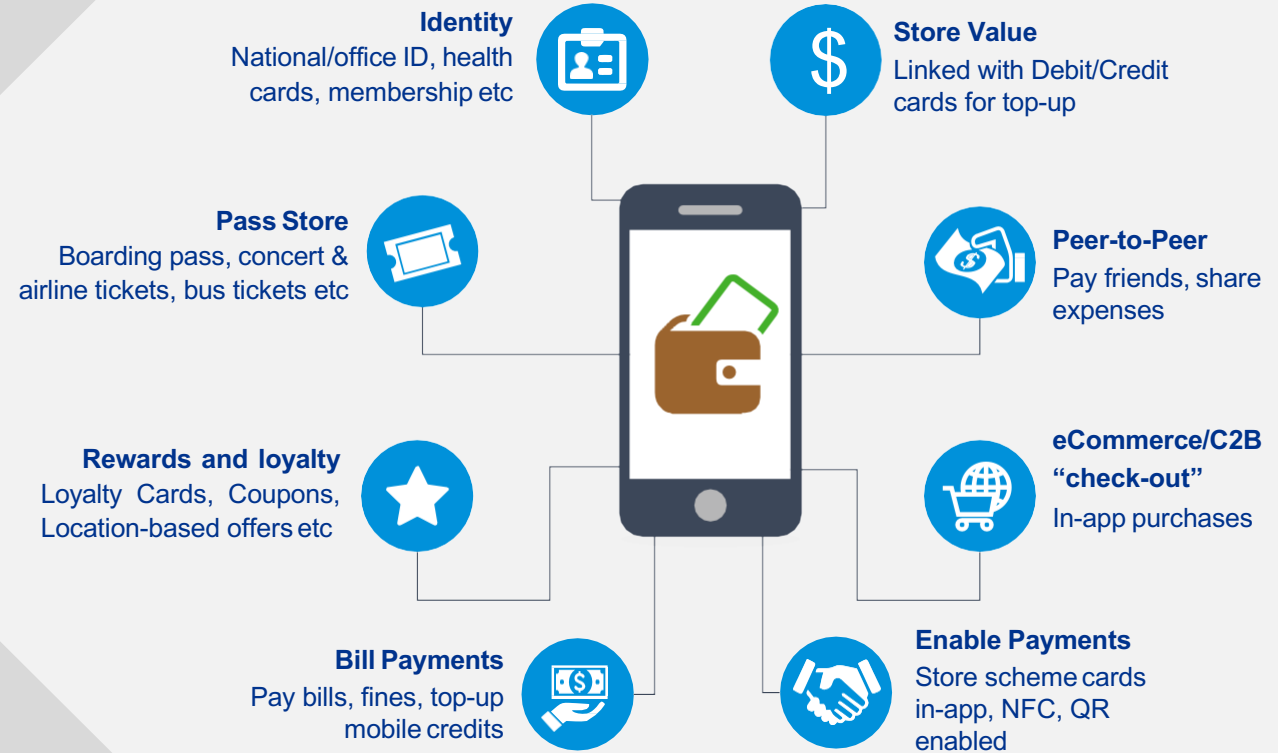 Identity
National/office ID, health
cards, membership etc
$
Store Value
Linked with Debit/Credit
cards for top-up
Pass Store
Boarding pass, concert &
airline tickets, bus tickets etc
$
Peer-to-Peer
Pay friends, share
expenses
Rewards and loyalty
Loyalty Cards, Coupons,
Location-based offers etc
eCommerce/C2B
“check-out”
In-app purchases
Bill Payments
Pay bills, fines, top-up
mobile credits
$
Enable Payments
Store scheme cards
in-app, NFC, QR
enabled